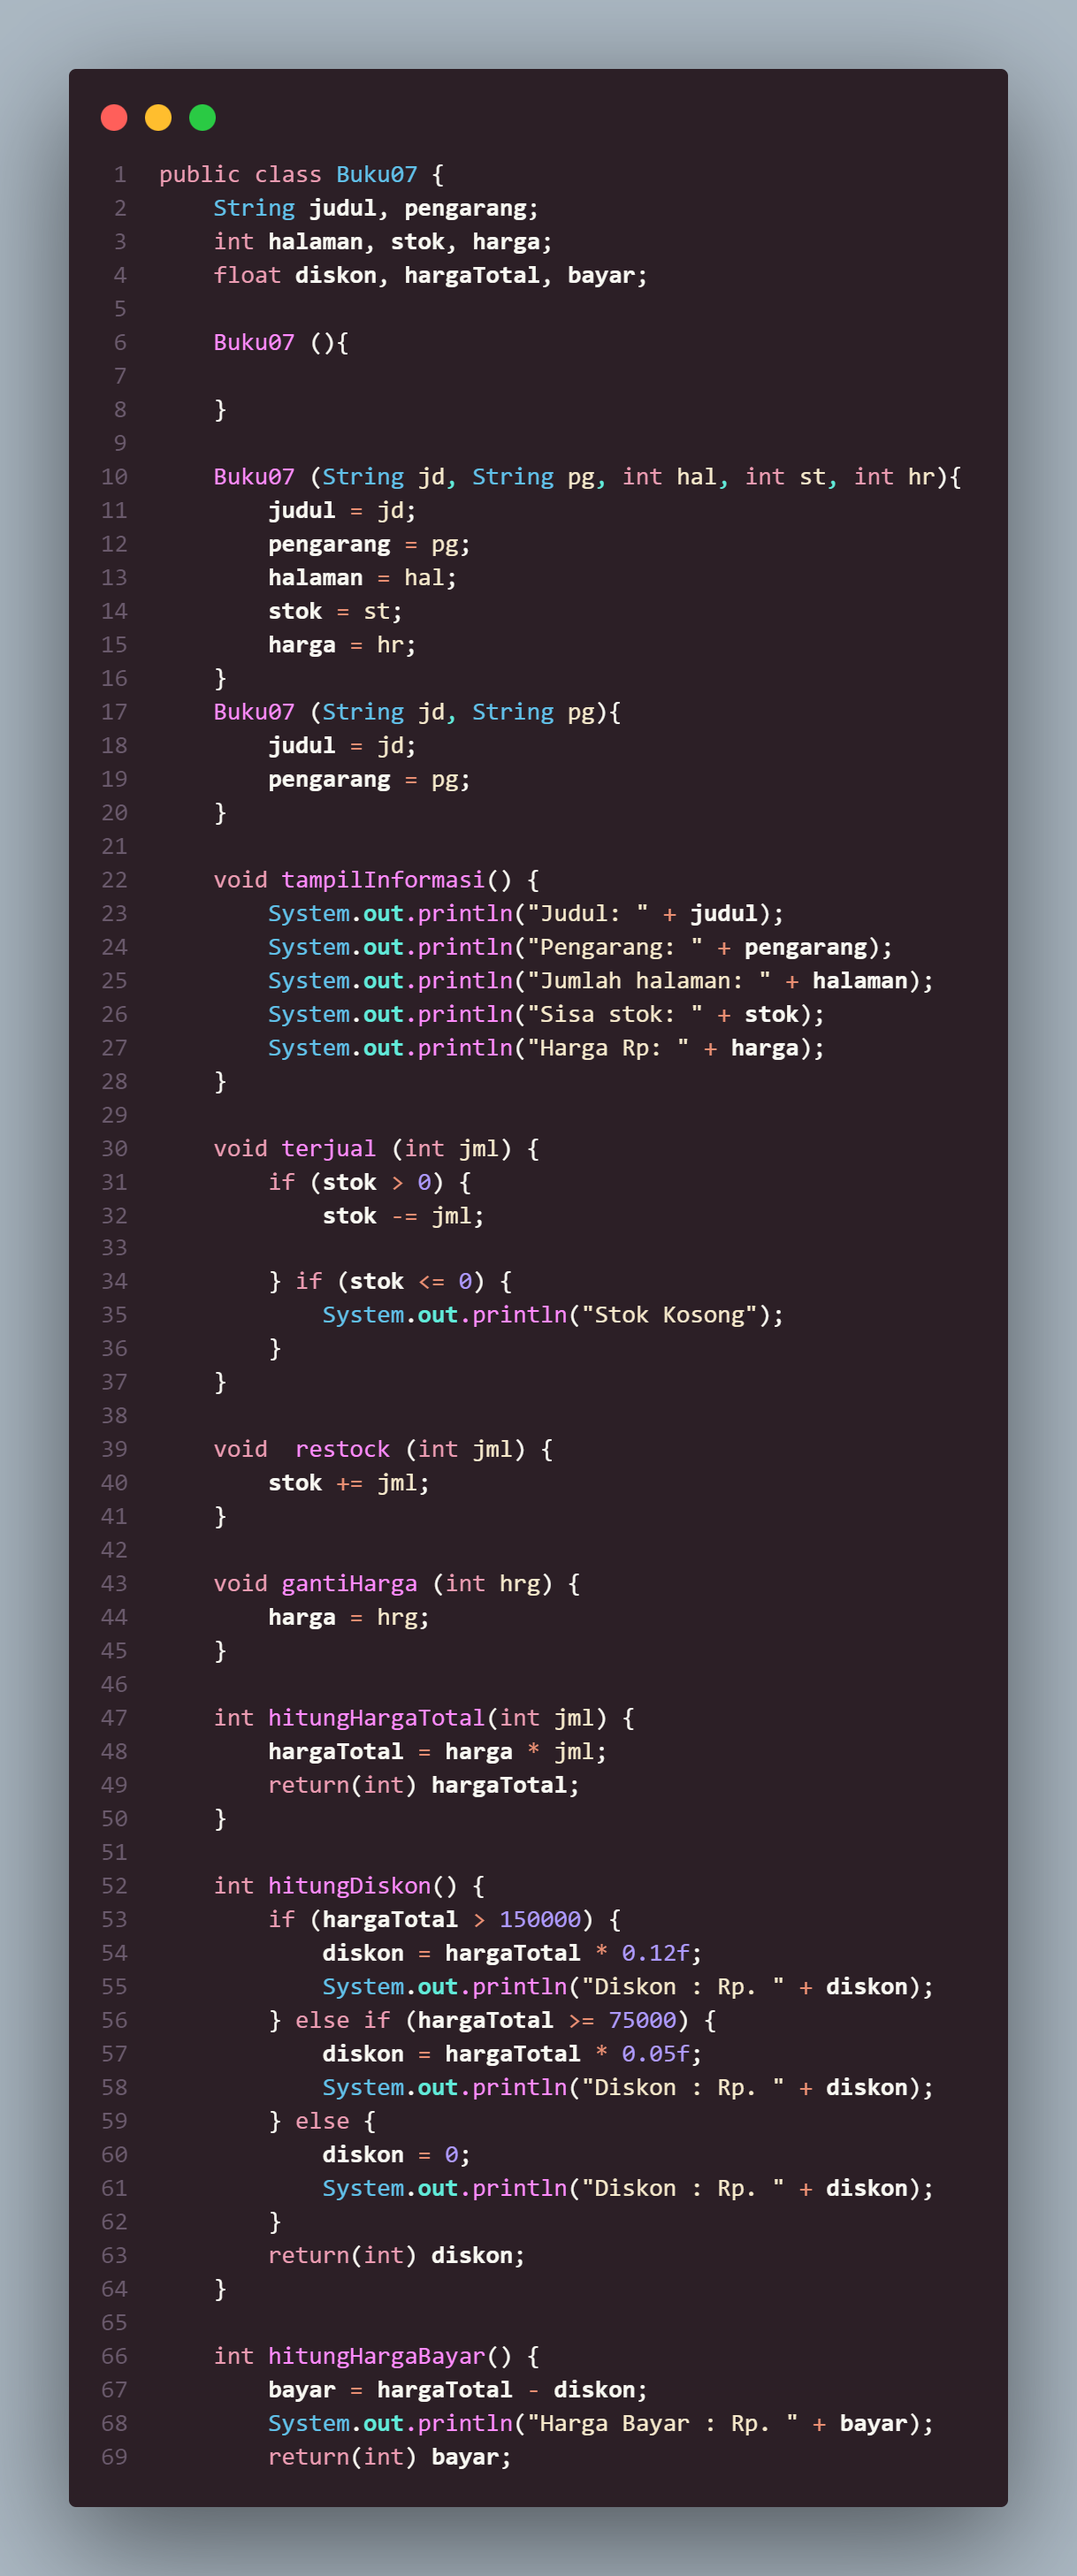 1 public class Buku07 {
2     String judul, pengarang;
3     int halaman, stok, harga;
4     float diskon, hargaTotal, bayar;
5
6     Buku07 (){
7
8     }
9
10     Buku07 (String jd, String pg, int hal, int st, int hr){
11         judul = jd;
12         pengarang = pg;
13         halaman = hal;
14         stok = st;
15         harga = hr;
16     }
17     Buku07 (String jd, String pg){
18         judul = jd;
19         pengarang = pg;
20     }
21
22     void tampilInformasi() {
23         System.out.println("Judul: " + judul);
24         System.out.println("Pengarang: " + pengarang);
25         System.out.println("Jumlah halaman: " + halaman);
26         System.out.println("Sisa stok: " + stok);
27         System.out.println("Harga Rp: " + harga);
28     }
29
30     void terjual (int jml) {
31         if (stok > 0) {
32             stok -= jml;
33
34         } if (stok <= 0) {
35             System.out.println("Stok Kosong");
36         }
37     }
38
39     void  restock (int jml) {
40         stok += jml;
41     }
42
43     void gantiHarga (int hrg) {
44         harga = hrg;
45     }
46
47     int hitungHargaTotal(int jml) {
48         hargaTotal = harga * jml;
49         return(int) hargaTotal;
50     }
51
52     int hitungDiskon() {
53         if (hargaTotal > 150000) {
54             diskon = hargaTotal * 0.12f;
55             System.out.println("Diskon : Rp. " + diskon);
56         } else if (hargaTotal >= 75000) {
57             diskon = hargaTotal * 0.05f;
58             System.out.println("Diskon : Rp. " + diskon);
59         } else {
60             diskon = 0;
61             System.out.println("Diskon : Rp. " + diskon);
62         }
63         return(int) diskon;
64     }
65
66     int hitungHargaBayar() {
67         bayar = hargaTotal - diskon;
68         System.out.println("Harga Bayar : Rp. " + bayar);
69         return(int) bayar;